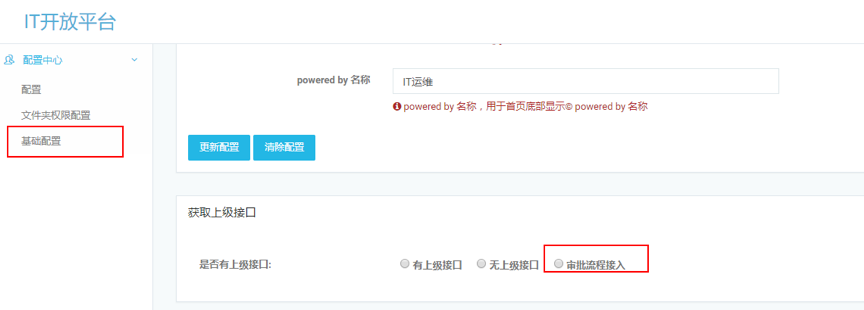 IT开放平台
配置中心
配置
文件夹权限配置
基础配置
powered by 名称
IT运维
powered by 名称，用于首页底部显示© powered by 名称
更新配置 清除配置
获取上级接口
是否有上级接口: 有上级接口 无上级接口 审批流程接入